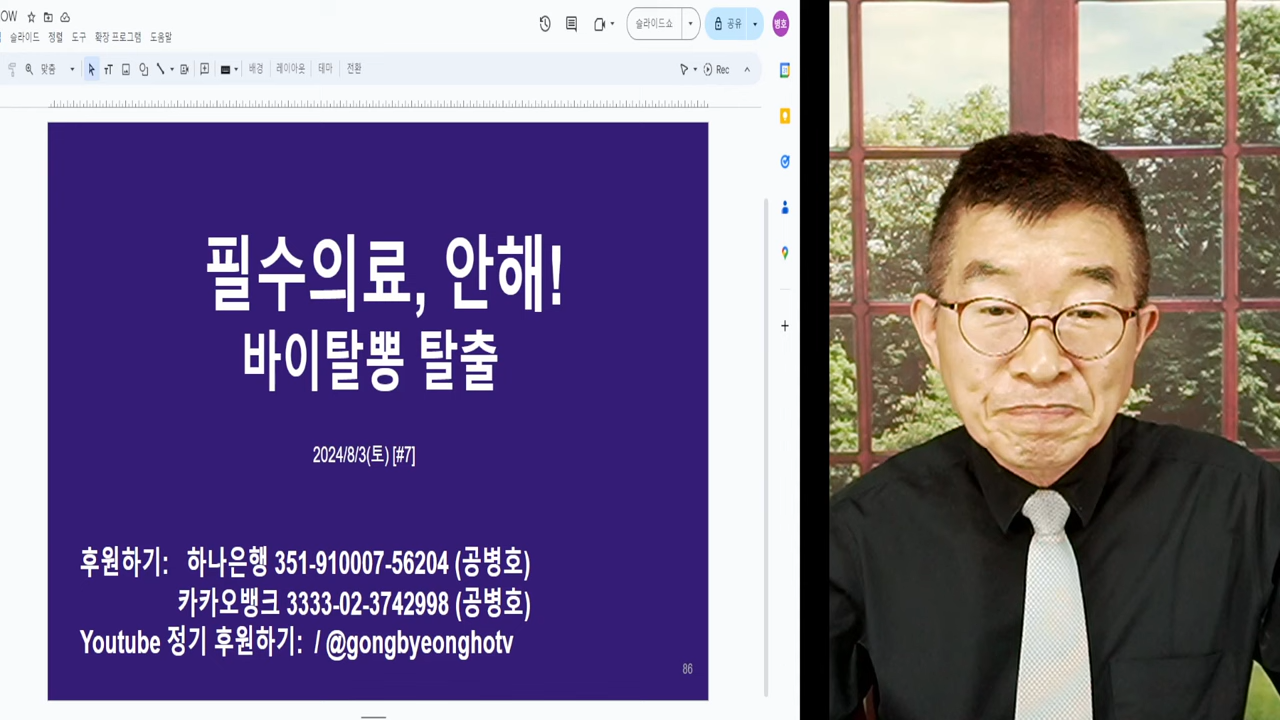 OW
슬라이드 정렬 도구 확장 프로그램 도움말
슬라이드쇼
공유
병호
맞춤
배경 레이아웃 테마 전환
Rec
필수의료, 안해!
바이탈뽕 탈출
2024/8/3(토) [#7]
후원하기: 하나은행 351-910007-56204 (공병호)
카카오뱅크 3333-02-3742998 (공병호)
Youtube 정기 후원하기: / @gongbyeonghotv
86